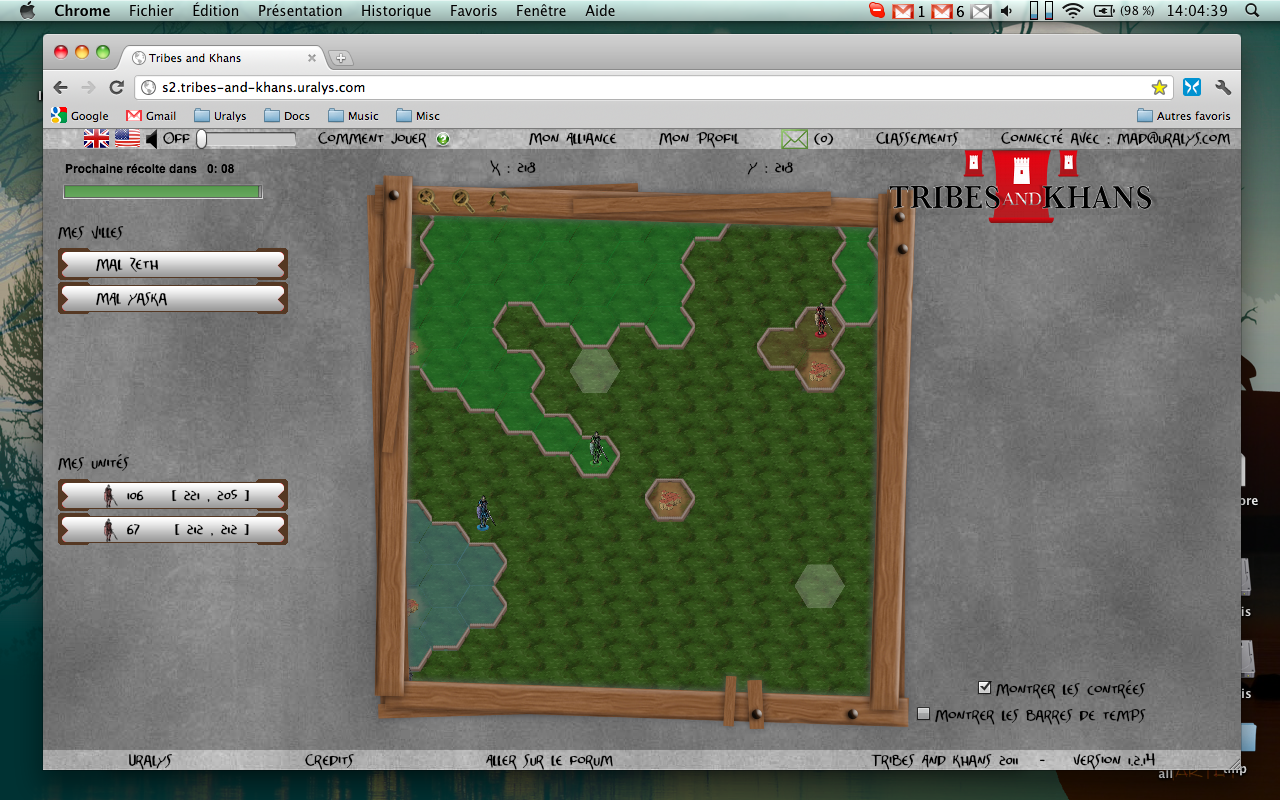 Chrome Fichier Édition Présentation Historique Favoris Fenêtre Aide 1 6 (98 %) 14:04:39
Tribes and Khans
s2.tribes-and-khans.uralys.com
Google Gmail Uralys Docs Music Misc Autres favoris
OFF COMMENT JOUER ? MON ALLIANCE MON PROFIL (0) CLASSEMENTS CONNECTÉ AVEC : MAD@URALYS.COM
Prochaine récolte dans 0: 08
X : 218 Y : 218
TRIBES AND KHANS
MES VILLES
MAL ZETH
MAL YASKA
MES UNITÉS
106 [ 221 , 205 ]
67 [ 212 , 212 ]
MONTRER LES CONTRÉES
MONTRER LES BARRES DE TEMPS
URALYS CREDITS ALLER SUR LE FORUM TRIBES AND KHANS 2011 - VERSION 1.2.14